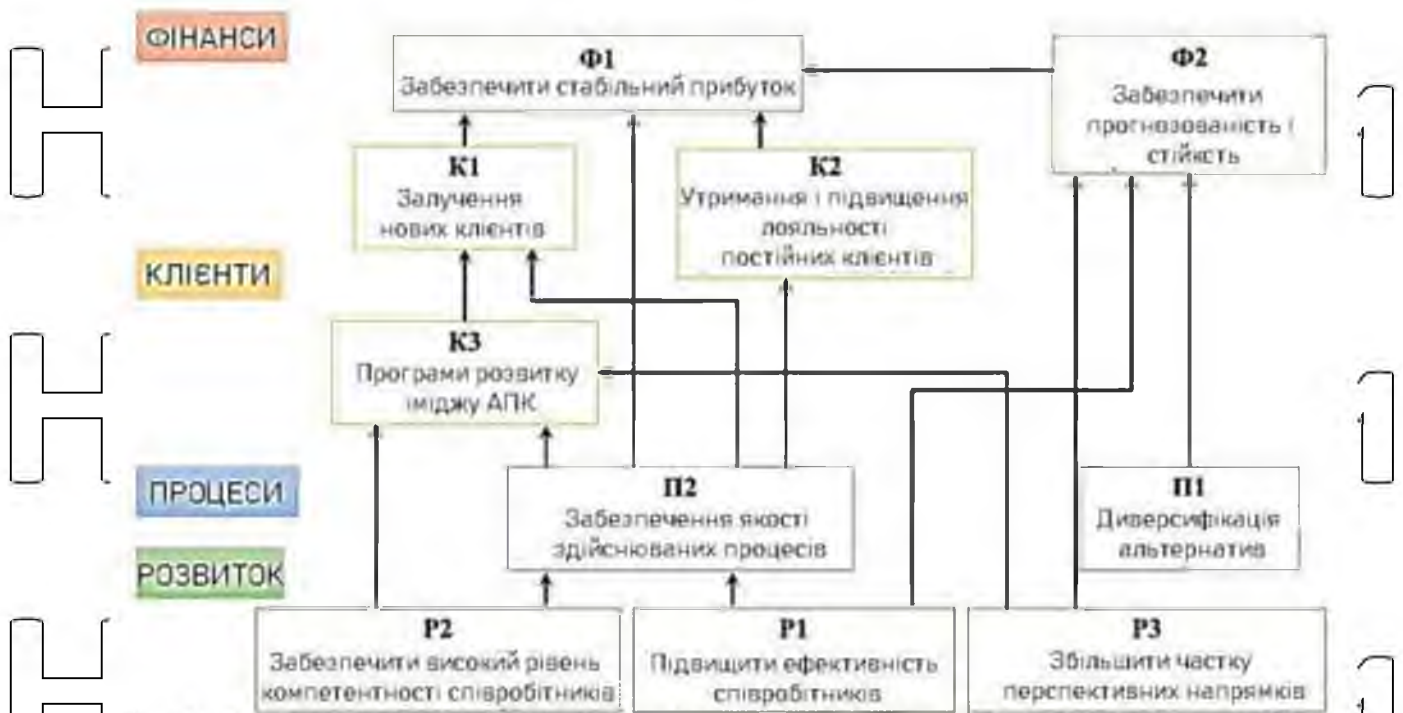 ФІНАНСИ
Ф1
Забезпечити стабільний прибуток
Ф2
Забезпечити
прогнозованість і
стійксть
К1
Залучення
нових клієнтів
К2
Утримання і підвищення
лояльності
постійних клієнтів
КЛІЄНТИ
К3
Програми розвитку
іміджу АПК
ПРОЦЕСИ
П2
Забезпечення якості
здійснюваних процесів
П1
Диверсифікація
альтернатив
РОЗВИТОК
Р2
Забезпечити високий рівень
компетентності співробітників
Р1
Підвищити ефективність
співробітників
Р3
Збільшити частку
перспективних напрямків